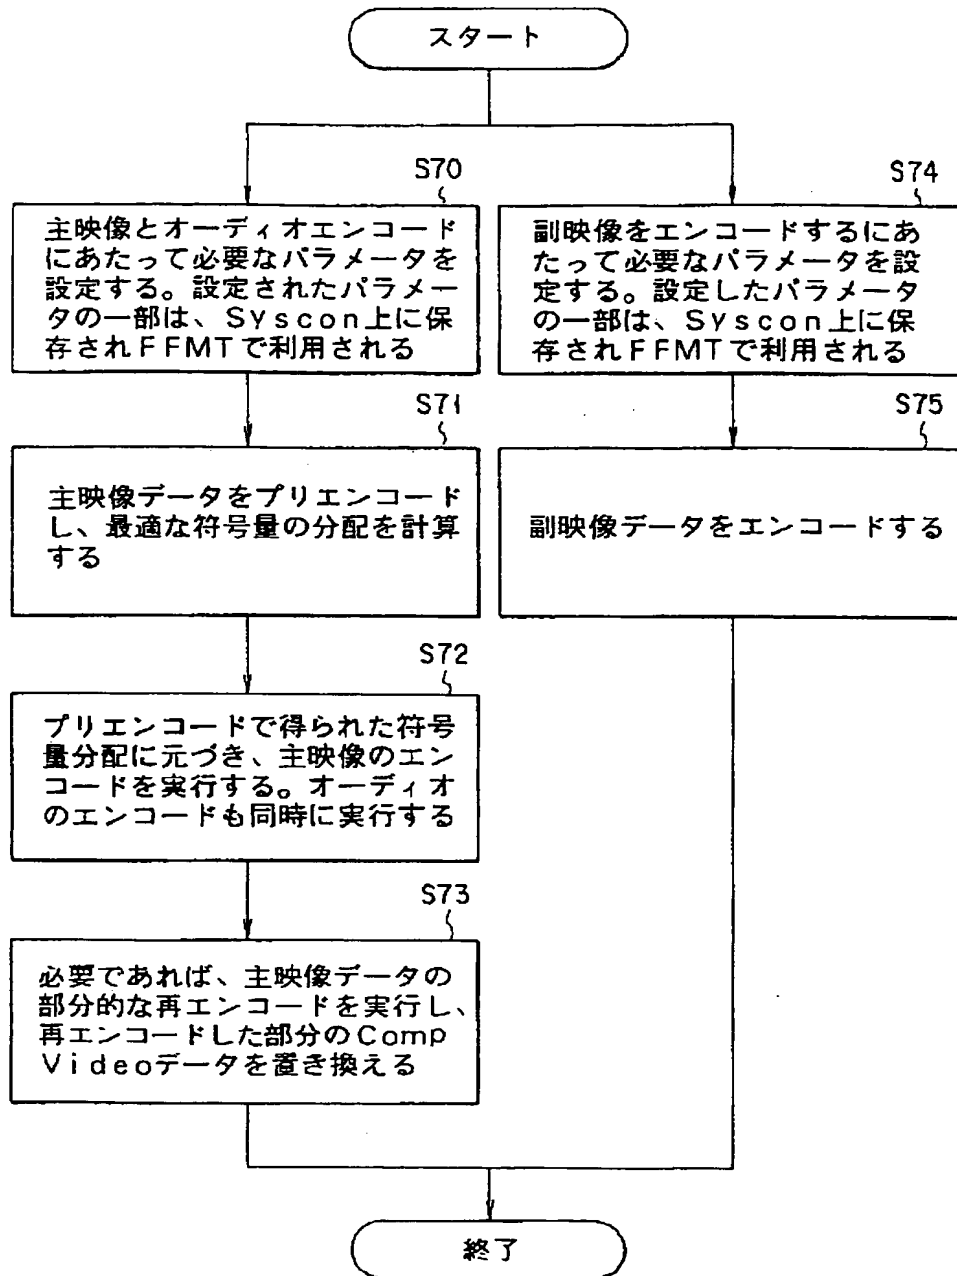 スタート
S70
主映像とオーディオエンコード
にあたって必要なパラメータを
設定する。設定されたパラメー
タの一部は、Syscon上に保
存されFFMTで利用される
S71
主映像データをプリエンコード
し、最適な符号量の分配を計算
する
S72
プリエンコードで得られた符号
量分配に元づき、主映像のエン
コードを実行する。オーディオ
のエンコードも同時に実行する
S73
必要であれば、主映像データの
部分的な再エンコードを実行し、
再エンコードした部分のComp
Videoデータを置き換える
S74
副映像をエンコードするにあ
たって必要なパラメータを設
定する。設定したパラメータ
の一部は、Syscon上に保
存されFFMTで利用される
S75
副映像データをエンコードする
終了